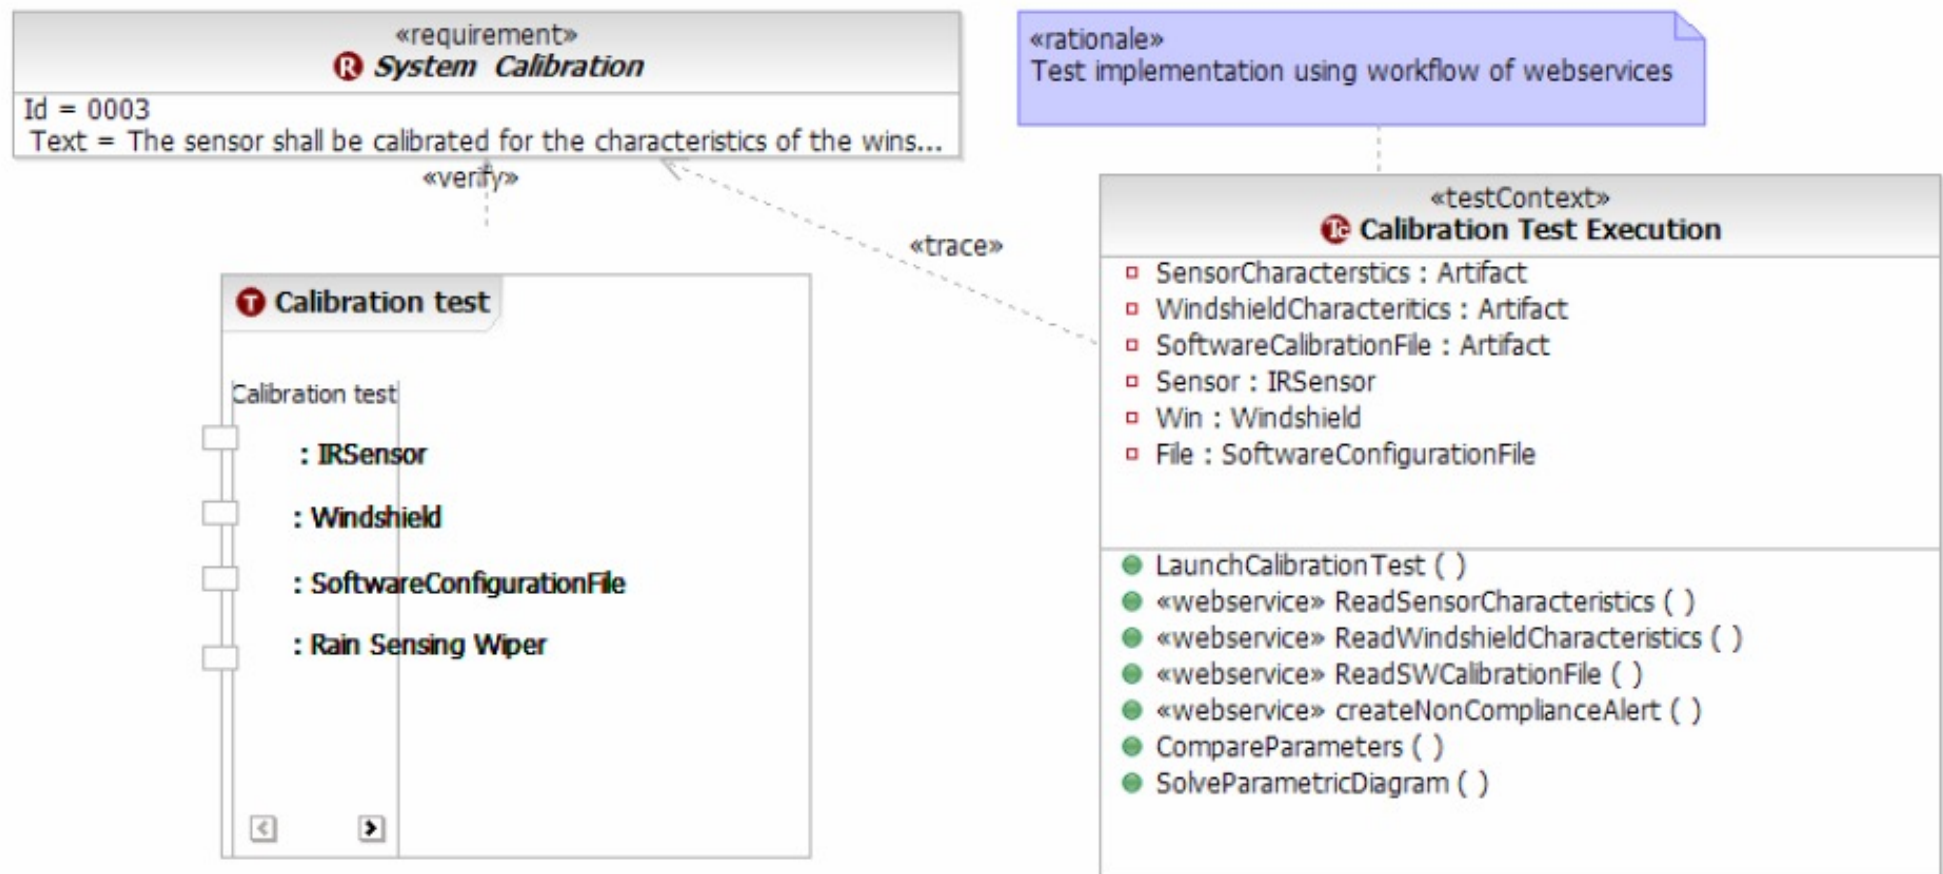 «requirement»
R System Calibration
Id = 0003
Text = The sensor shall be calibrated for the characteristics of the wins...
«rationale»
Test implementation using workflow of webservices
«verify»
«trace»
T Calibration test
Calibration test
: IRSensor
: Windshield
: SoftwareConfigurationFile
: Rain Sensing Wiper
«testContext»
Tc Calibration Test Execution
SensorCharacterstics : Artifact
WindshieldCharacteritics : Artifact
SoftwareCalibrationFile : Artifact
Sensor : IRSensor
Win : Windshield
File : SoftwareConfigurationFile
LaunchCalibrationTest ( )
«webservice» ReadSensorCharacteristics ( )
«webservice» ReadWindshieldCharacteristics ( )
«webservice» ReadSWCalibrationFile ( )
«webservice» createNonComplianceAlert ( )
CompareParameters ( )
SolveParametricDiagram ( )